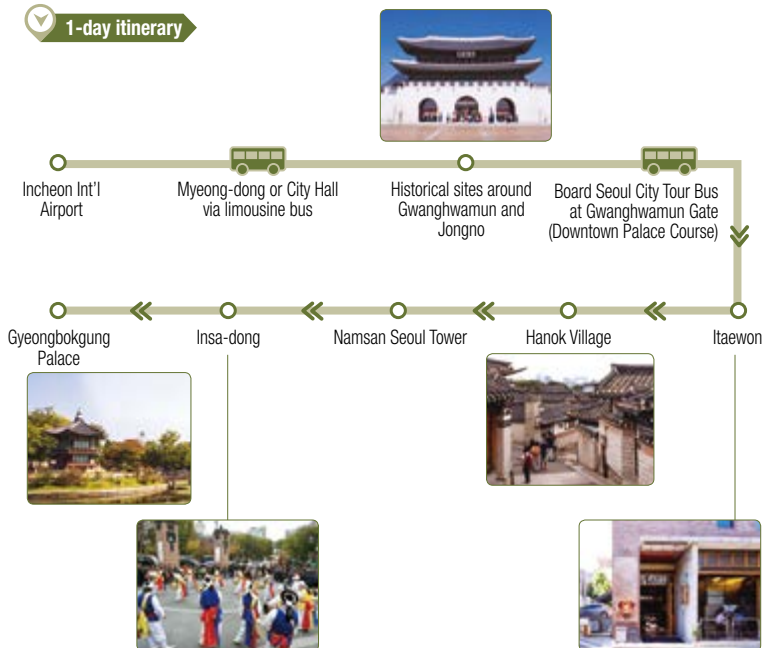 1-day itinerary
Incheon Int'l
Airport
Myeong-dong or City Hall
via limousine bus
Historical sites around
Gwanghwamun and
Jongno
Board Seoul City Tour Bus
at Gwanghwamun Gate
(Downtown Palace Course)
Gyeongbokgung
Palace
Insa-dong
Namsan Seoul Tower
Hanok Village
Itaewon